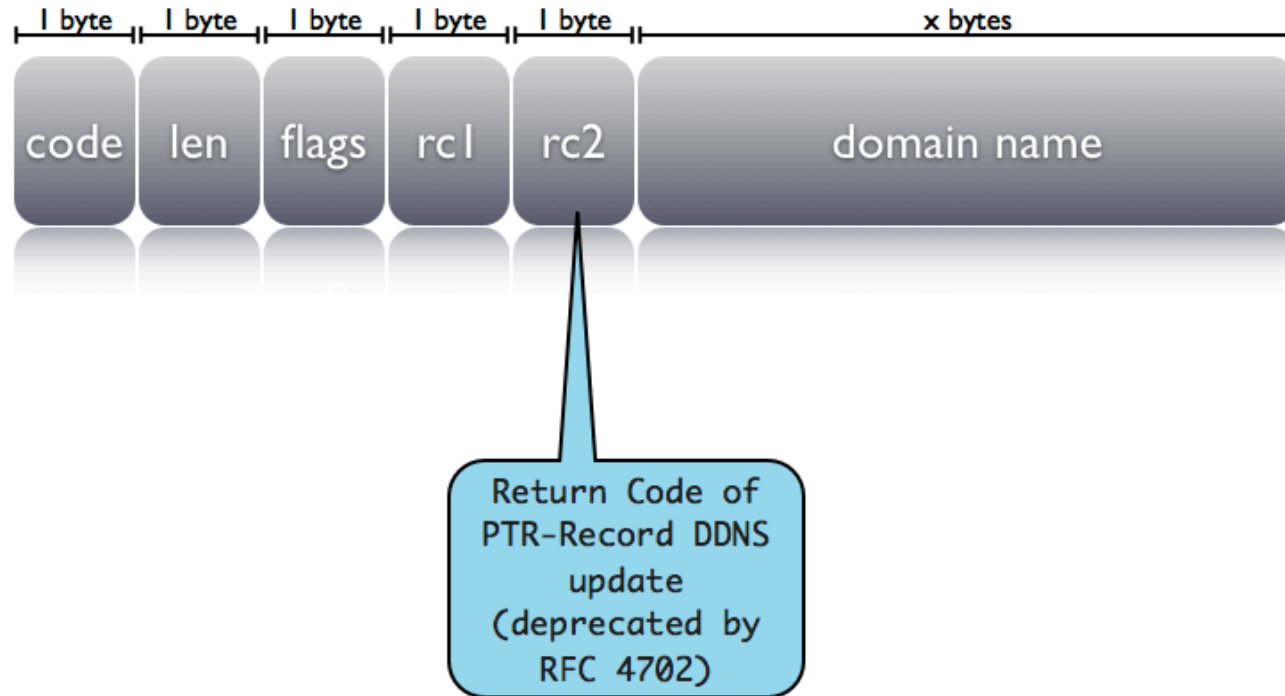 1 byte 1 byte 1 byte 1 byte 1 byte x bytes
code len flags rc1 rc2 domain name
Return Code of
PTR-Record DDNS
update
(deprecated by
RFC 4702)